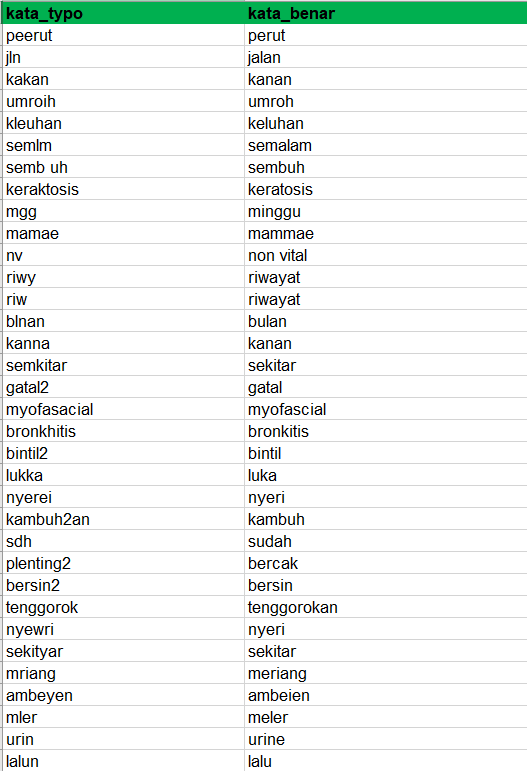 kata_typo kata_benar
peerut perut
jln jalan
kakan kanan
umroih umroh
kleuhan keluhan
semlm semalam
semb uh sembuh
keraktosis keratosis
mgg minggu
mamae mammae
nv non vital
riwy riwayat
riw riwayat
blnan bulan
kanna kanan
semkitar sekitar
gatal2 gatal
myofasacial myofascial
bronkhitis bronkitis
bintil2 bintil
lukka luka
nyerei nyeri
kambuh2an kambuh
sdh sudah
plenting2 bercak
bersin2 bersin
tenggorok tenggorokan
nyewri nyeri
sekityar sekitar
mriang meriang
ambeyen ambeien
mler meler
urin urine
lalun lalu